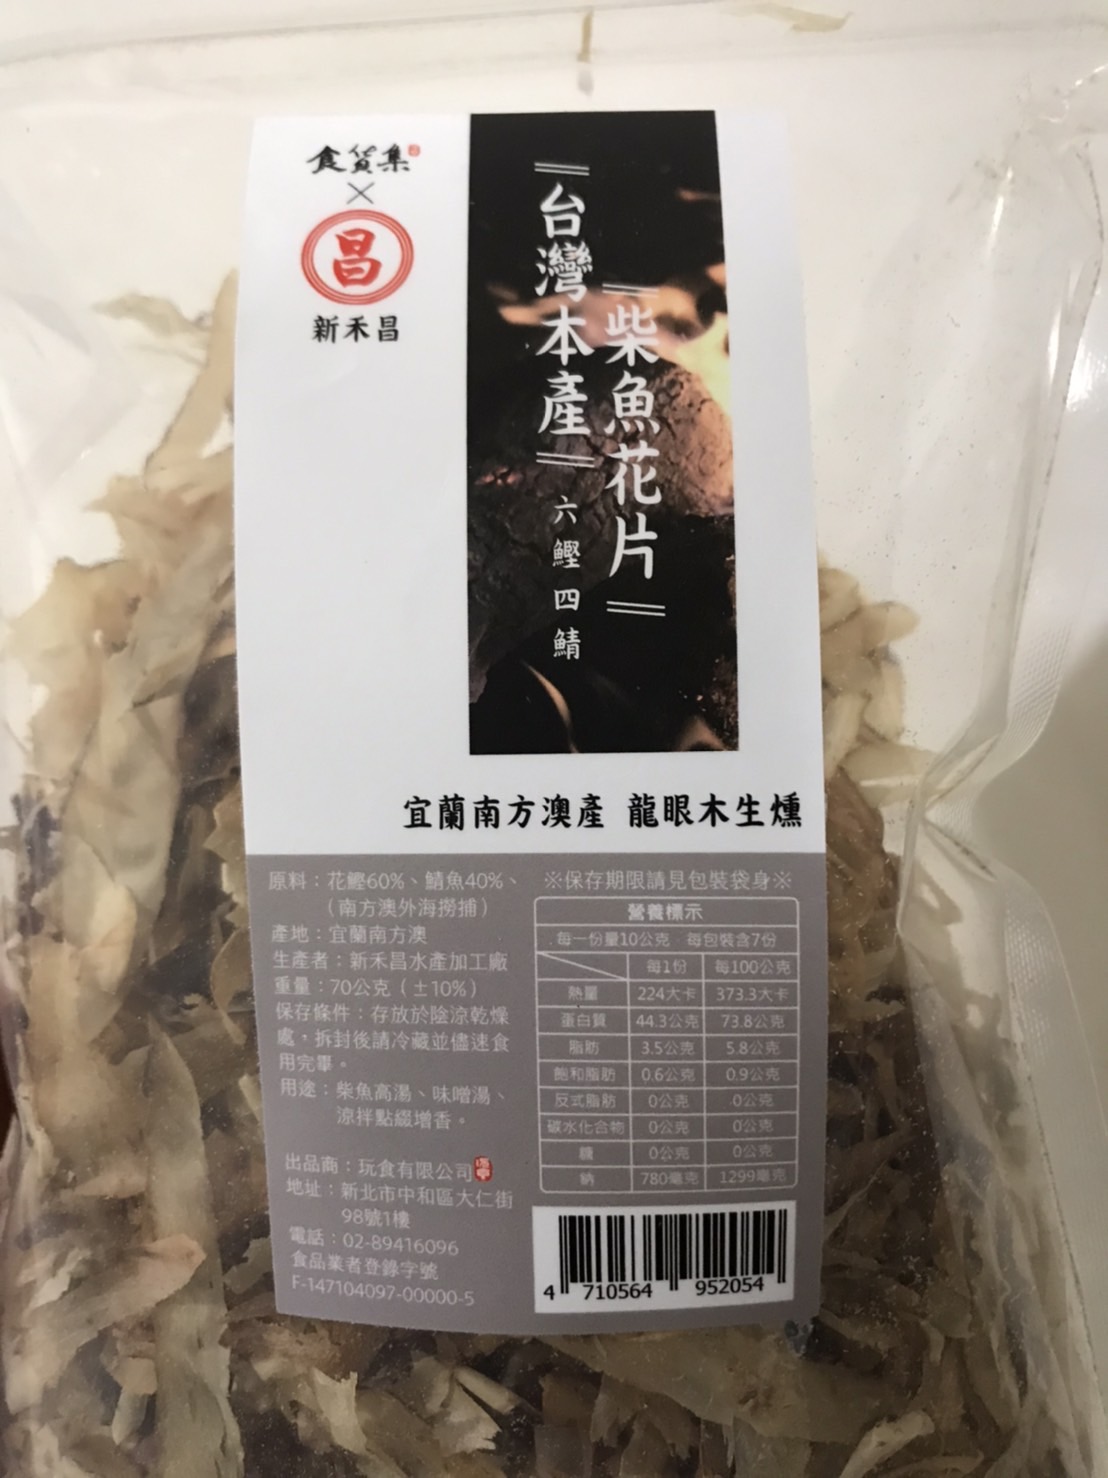 食貨集
×
昌
新禾昌
柴魚花片
台灣本產
六鰹四鯖
宜蘭南方澳產 龍眼木生燻
原料：花鰹60%、鯖魚40%、
（南方澳外海撈捕）
產地：宜蘭南方澳
生產者：新禾昌水產加工廠
重量：70公克（±10%）
保存條件：存放於陰涼乾燥
處，拆封後請冷藏並儘速食
用完畢。
用途：柴魚高湯、味噌湯、
涼拌點綴增香。
出品商：玩食有限公司
地址：新北市中和區大仁街
98號1樓
電話：02-89416096
食品業者登錄字號
F-147104097-00000-5
※保存期限請見包裝袋身※
營養標示
每一份量10公克 每包裝含7份
每1份 每100公克
熱量 224大卡 373.3大卡
蛋白質 44.3公克 73.8公克
脂肪 3.5公克 5.8公克
飽和脂肪 0.6公克 0.9公克
反式脂肪 0公克 0公克
碳水化合物 0公克 0公克
糖 0公克 0公克
鈉 780毫克 1299毫克
4 710564 952054